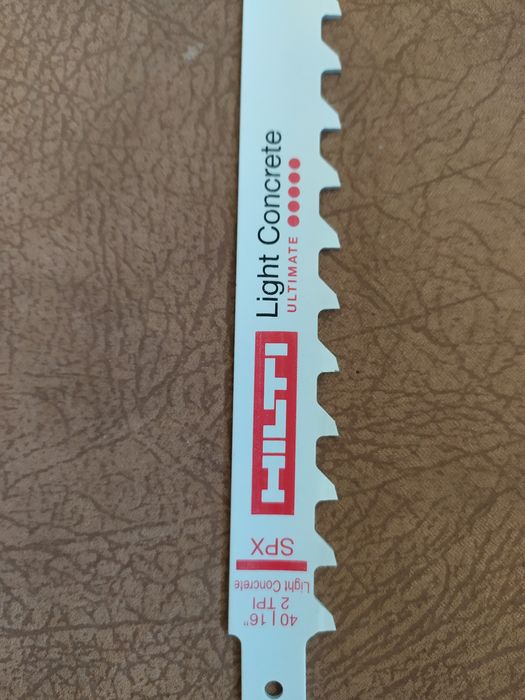 Light Concrete
ULTIMATE
HILTI
SPX
Light Concrete
2 TPI
40 | 16"